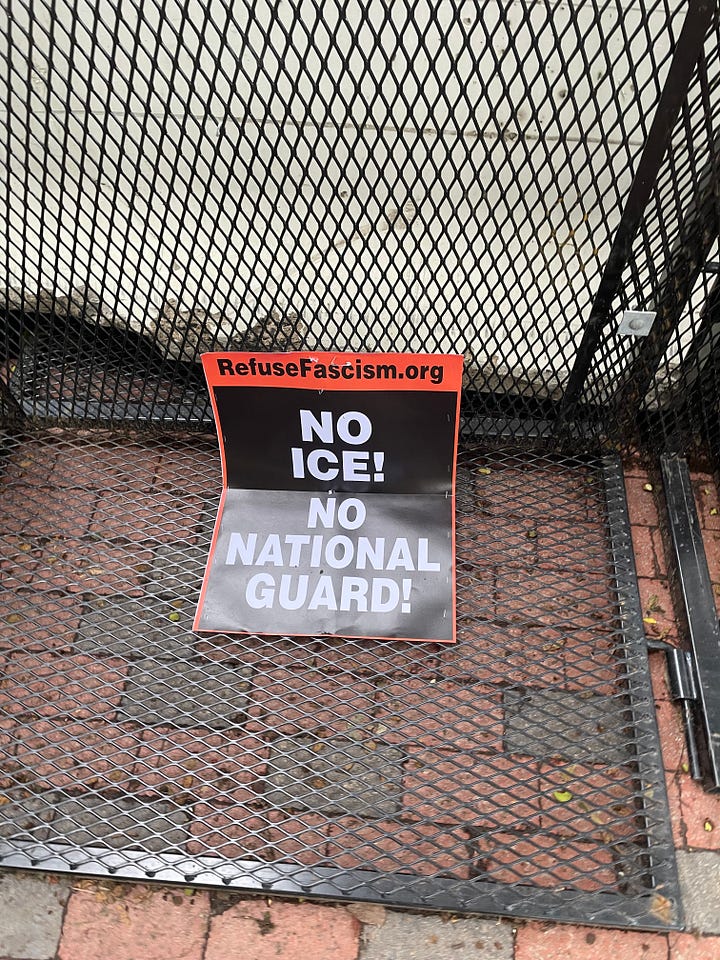 RefuseFascism.org
NO
ICE!
NO
NATIONAL
GUARD!